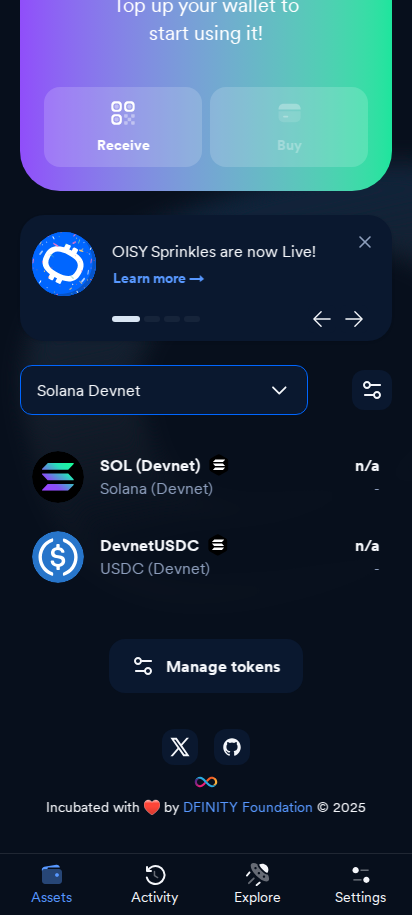 Top up your wallet to
start using it!
Receive
Buy
OISY Sprinkles are now Live!
Learn more →
Solana Devnet
SOL (Devnet)
n/a
Solana (Devnet)
-
DevnetUSDC
n/a
USDC (Devnet)
-
Manage tokens
Incubated with ❤️ by DFINITY Foundation © 2025
Assets
Activity
Explore
Settings